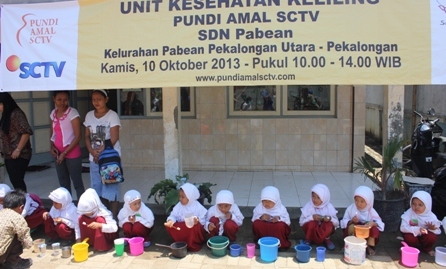 UNIT KESEHATAN KELILING
PUNDI AMAL SCTV
SDN Pabean
Kelurahan Pabean Pekalongan Utara - Pekalongan
Kamis, 10 Oktober 2013 - Pukul 10.00 - 14.00 WIB
www.pundiamalsctv.com
PUNDI
AMAL
SCTV
SCTV